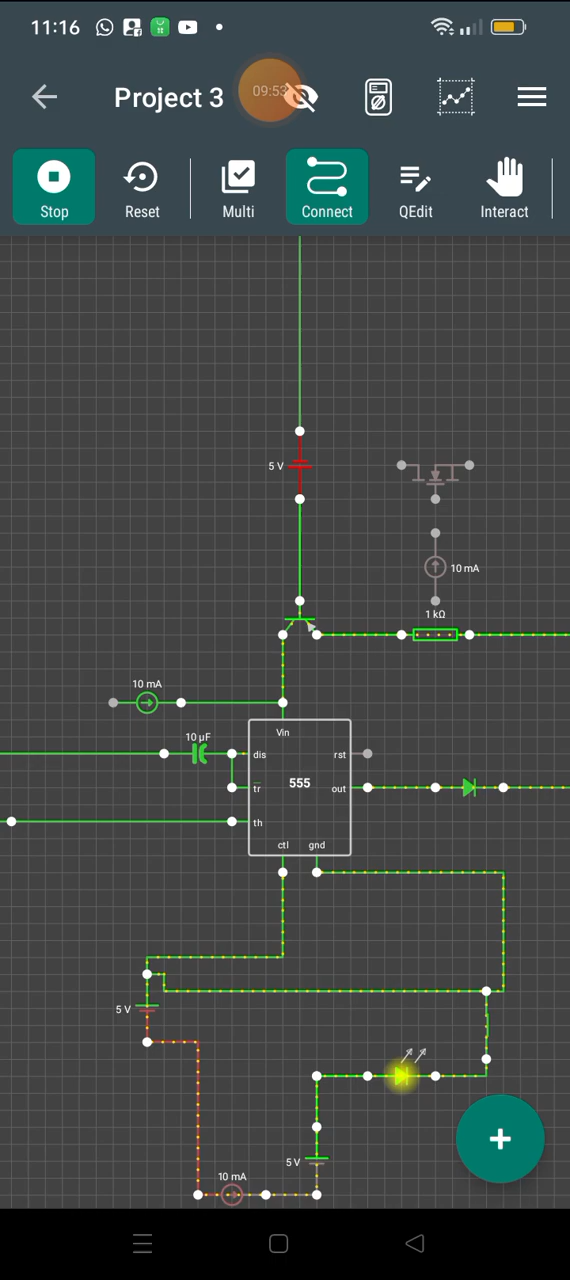 11:16
Project 3
09:53
Stop
Reset
Multi
Connect
QEdit
Interact
5 V
10 mA
1 kΩ
10 mA
Vin
10 µF
dis
rst
555
tr
out
th
ctl
gnd
5 V
5 V
10 mA